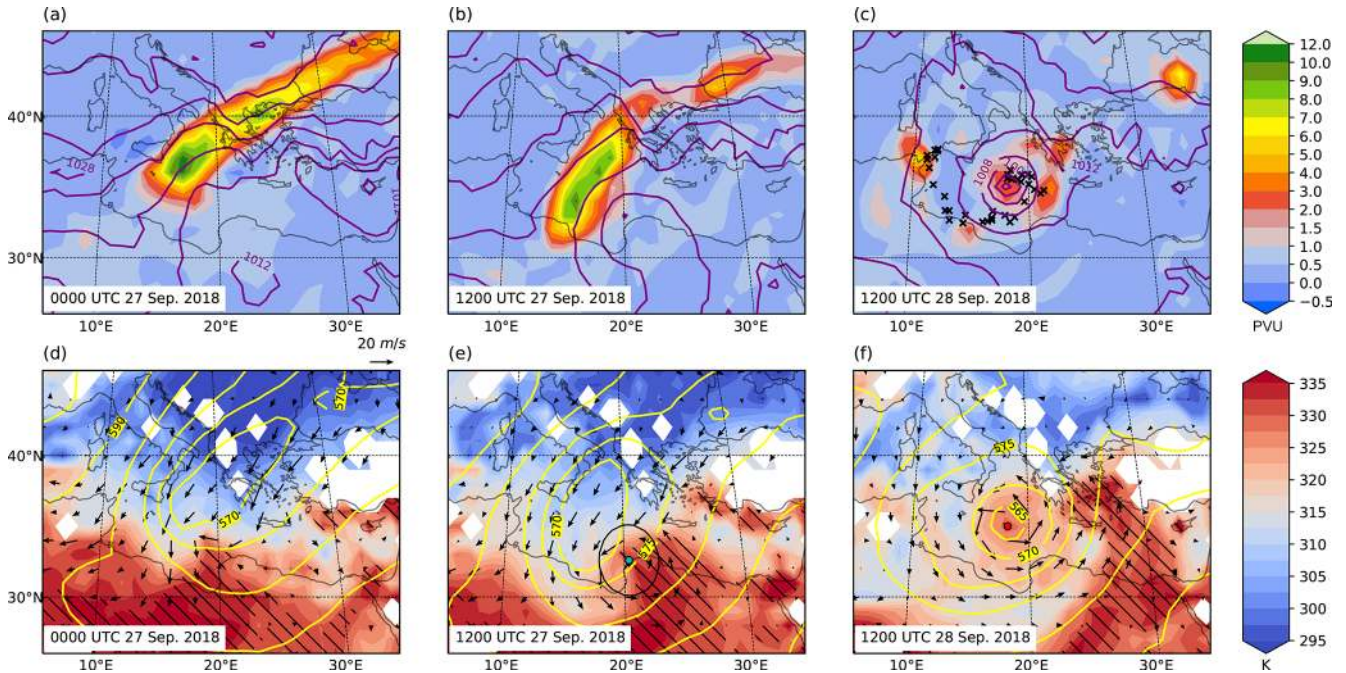 (a)
(b)
(c)
40°N
30°N
1028
1012
1012
1008
0000 UTC 27 Sep. 2018
1200 UTC 27 Sep. 2018
1200 UTC 28 Sep. 2018
10°E
20°E
30°E
10°E
20°E
30°E
10°E
20°E
30°E
12.0
11.0
10.0
9.0
8.0
7.0
6.0
5.0
4.0
3.0
2.0
1.0
0.5
0.0
−0.5
PVU
(d)
20 m/s
(e)
(f)
40°N
30°N
590
570
570
570
575
575
565
570
0000 UTC 27 Sep. 2018
1200 UTC 27 Sep. 2018
1200 UTC 28 Sep. 2018
10°E
20°E
30°E
10°E
20°E
30°E
10°E
20°E
30°E
335
330
325
320
315
310
305
300
295
K